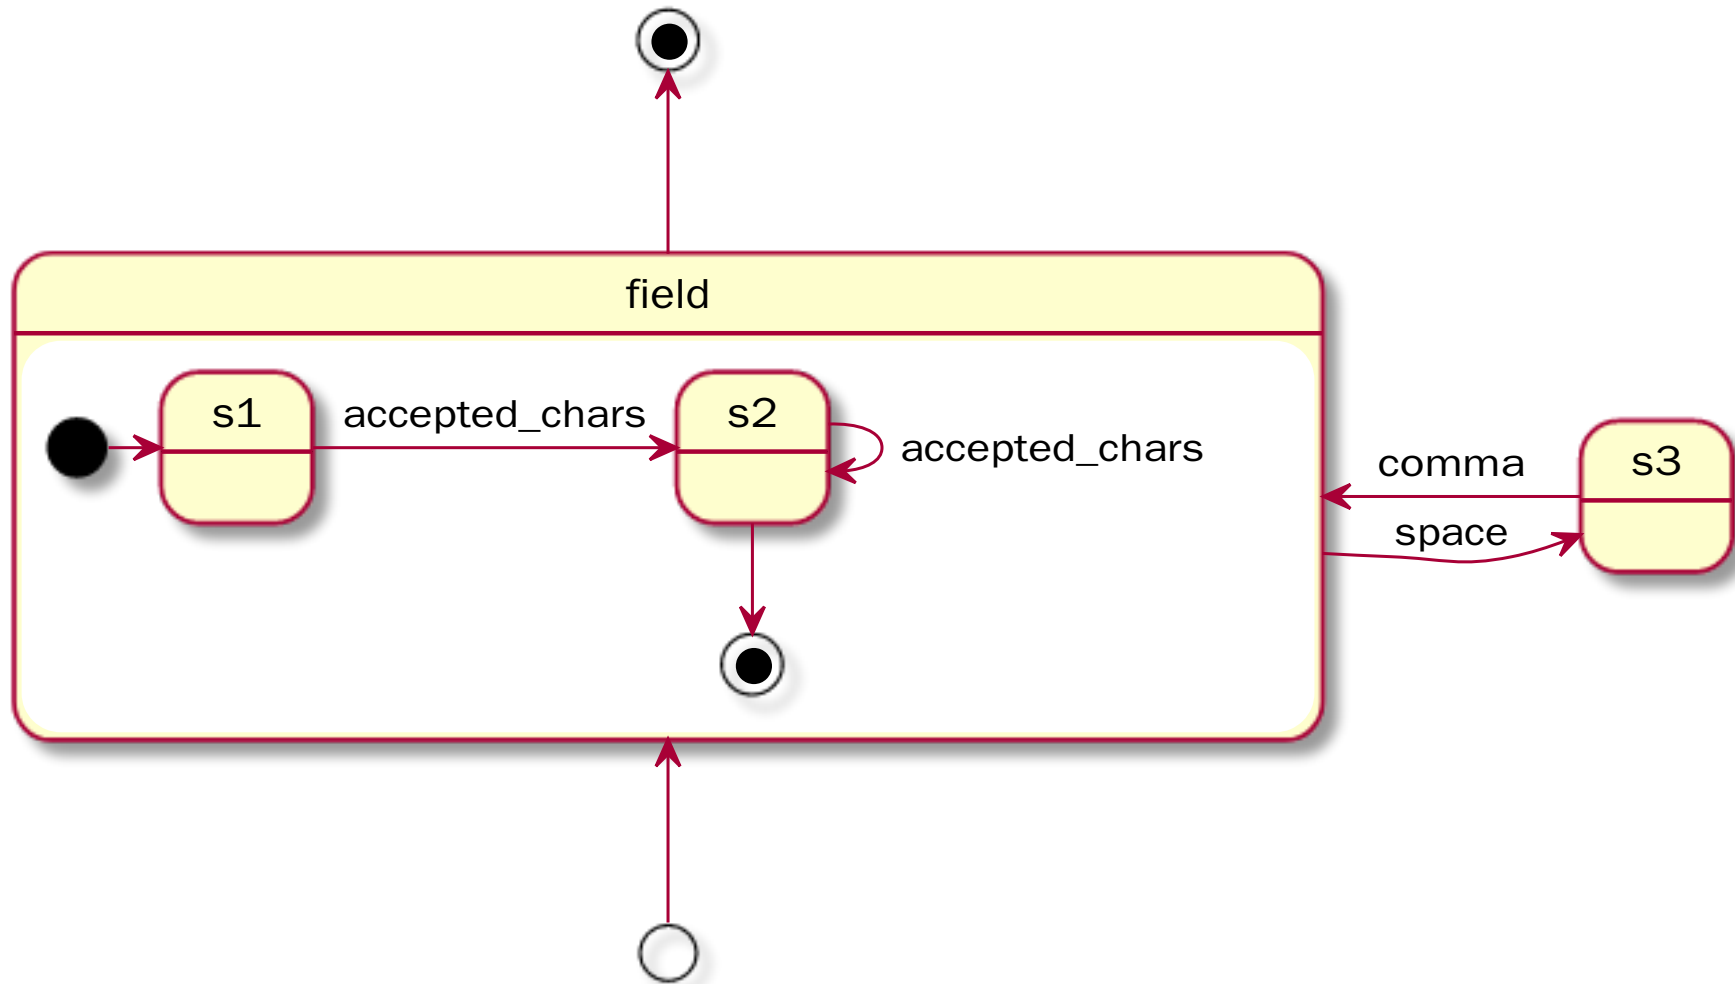 field
s1
accepted_chars
s2
accepted_chars
comma
s3
space